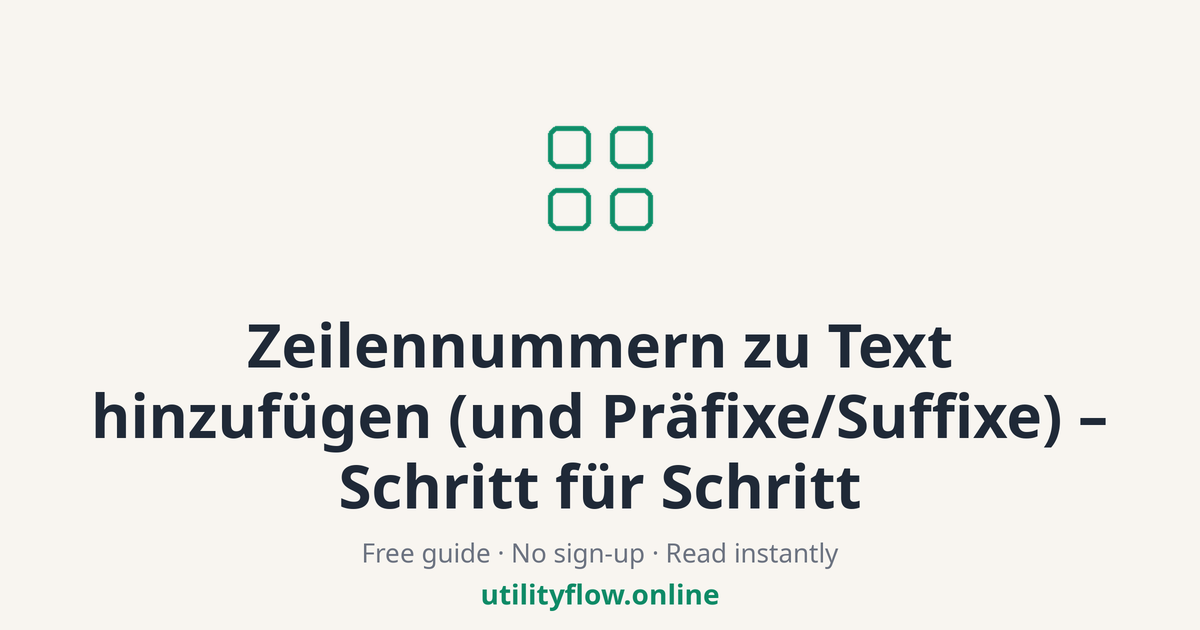 Zeilennummern zu Text
hinzufügen (und Präfixe/Suffixe) –
Schritt für Schritt
Free guide · No sign-up · Read instantly
utilityflow.online